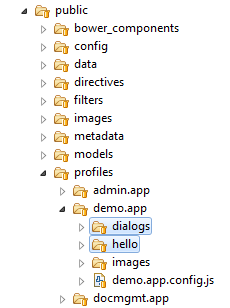 public
bower_components
config
data
directives
filters
images
metadata
models
profiles
admin.app
demo.app
dialogs
hello
images
demo.app.config.js
docmgmt.app